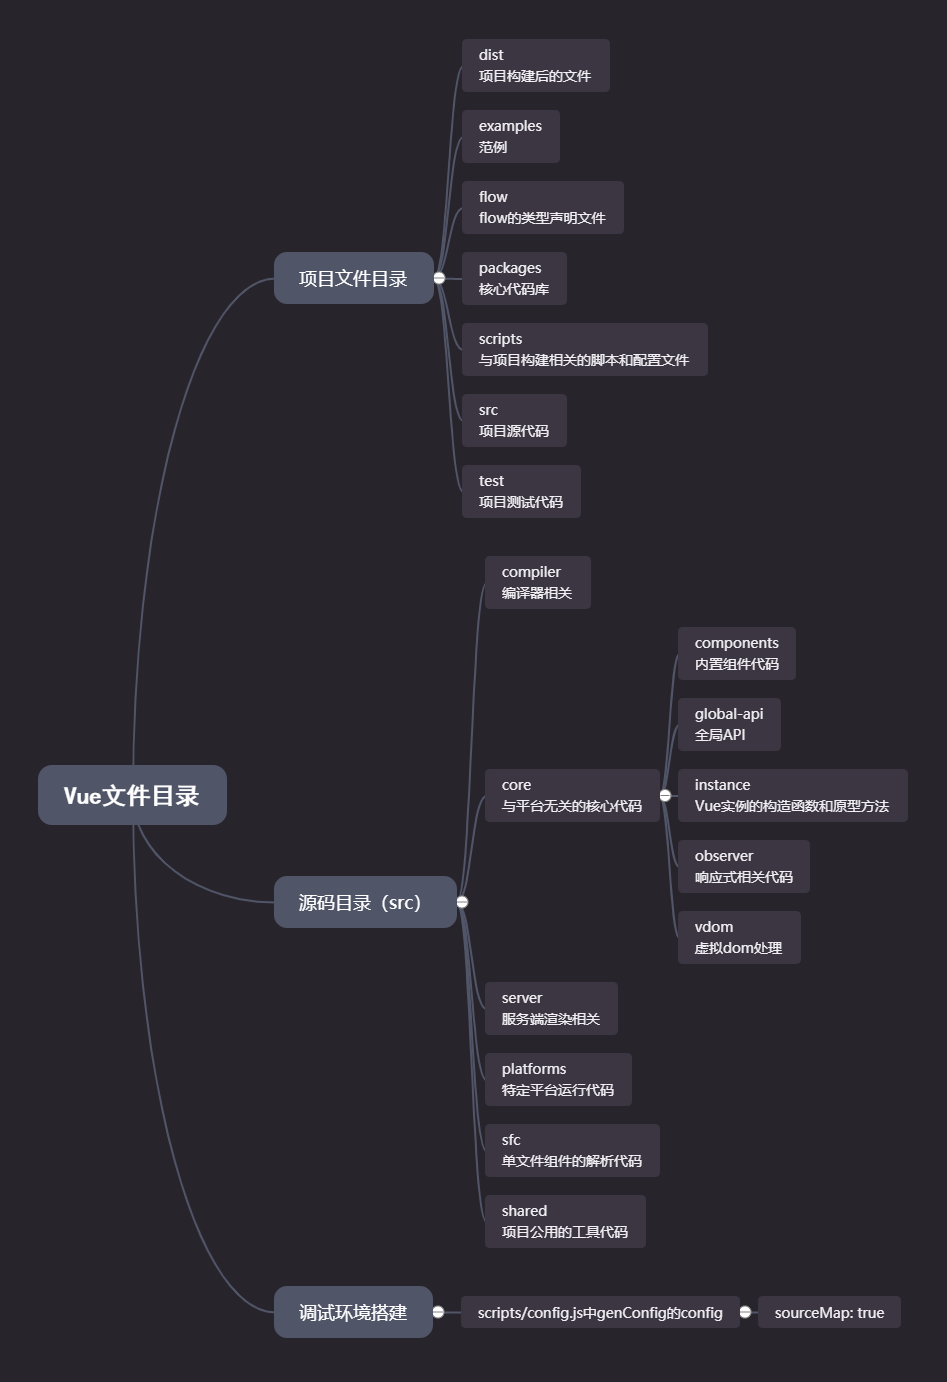 Vue文件目录
项目文件目录
dist
项目构建后的文件
examples
范例
flow
flow的类型声明文件
packages
核心代码库
scripts
与项目构建相关的脚本和配置文件
src
项目源代码
test
项目测试代码
源码目录（src）
compiler
编译器相关
core
与平台无关的核心代码
components
内置组件代码
global-api
全局API
instance
Vue实例的构造函数和原型方法
observer
响应式相关代码
vdom
虚拟dom处理
server
服务端渲染相关
platforms
特定平台运行代码
sfc
单文件组件的解析代码
shared
项目公用的工具代码
调试环境搭建
scripts/config.js中genConfig的config
sourceMap: true